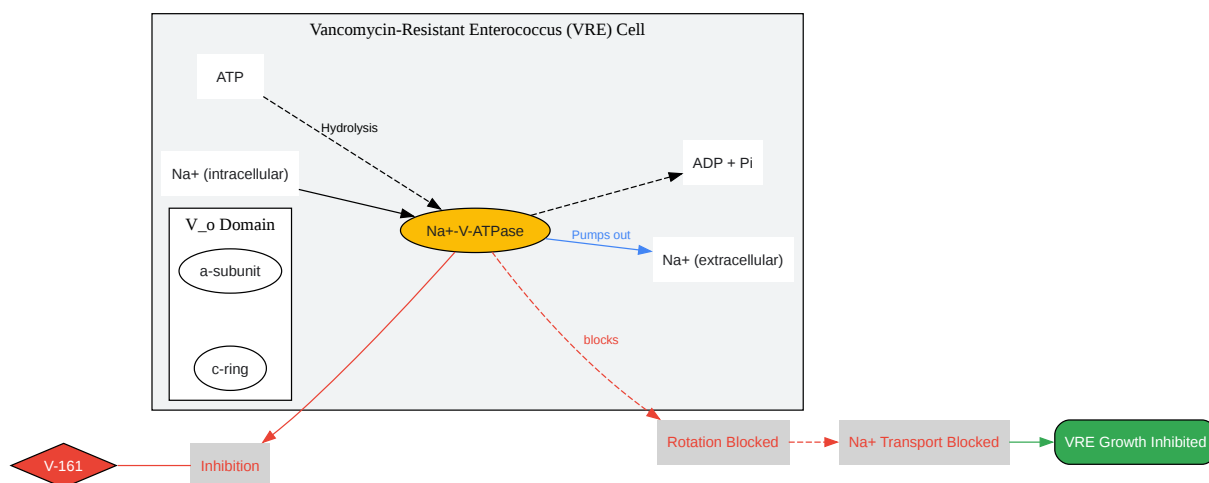 Vancomycin-Resistant Enterococcus (VRE) Cell
ATP
Hydrolysis
Na+ (intracellular)
ADP + Pi
V_o Domain
Na+-V-ATPase
Pumps out
Na+ (extracellular)
a-subunit
blocks
c-ring
V-161
Inhibition
Rotation Blocked
Na+ Transport Blocked
VRE Growth Inhibited